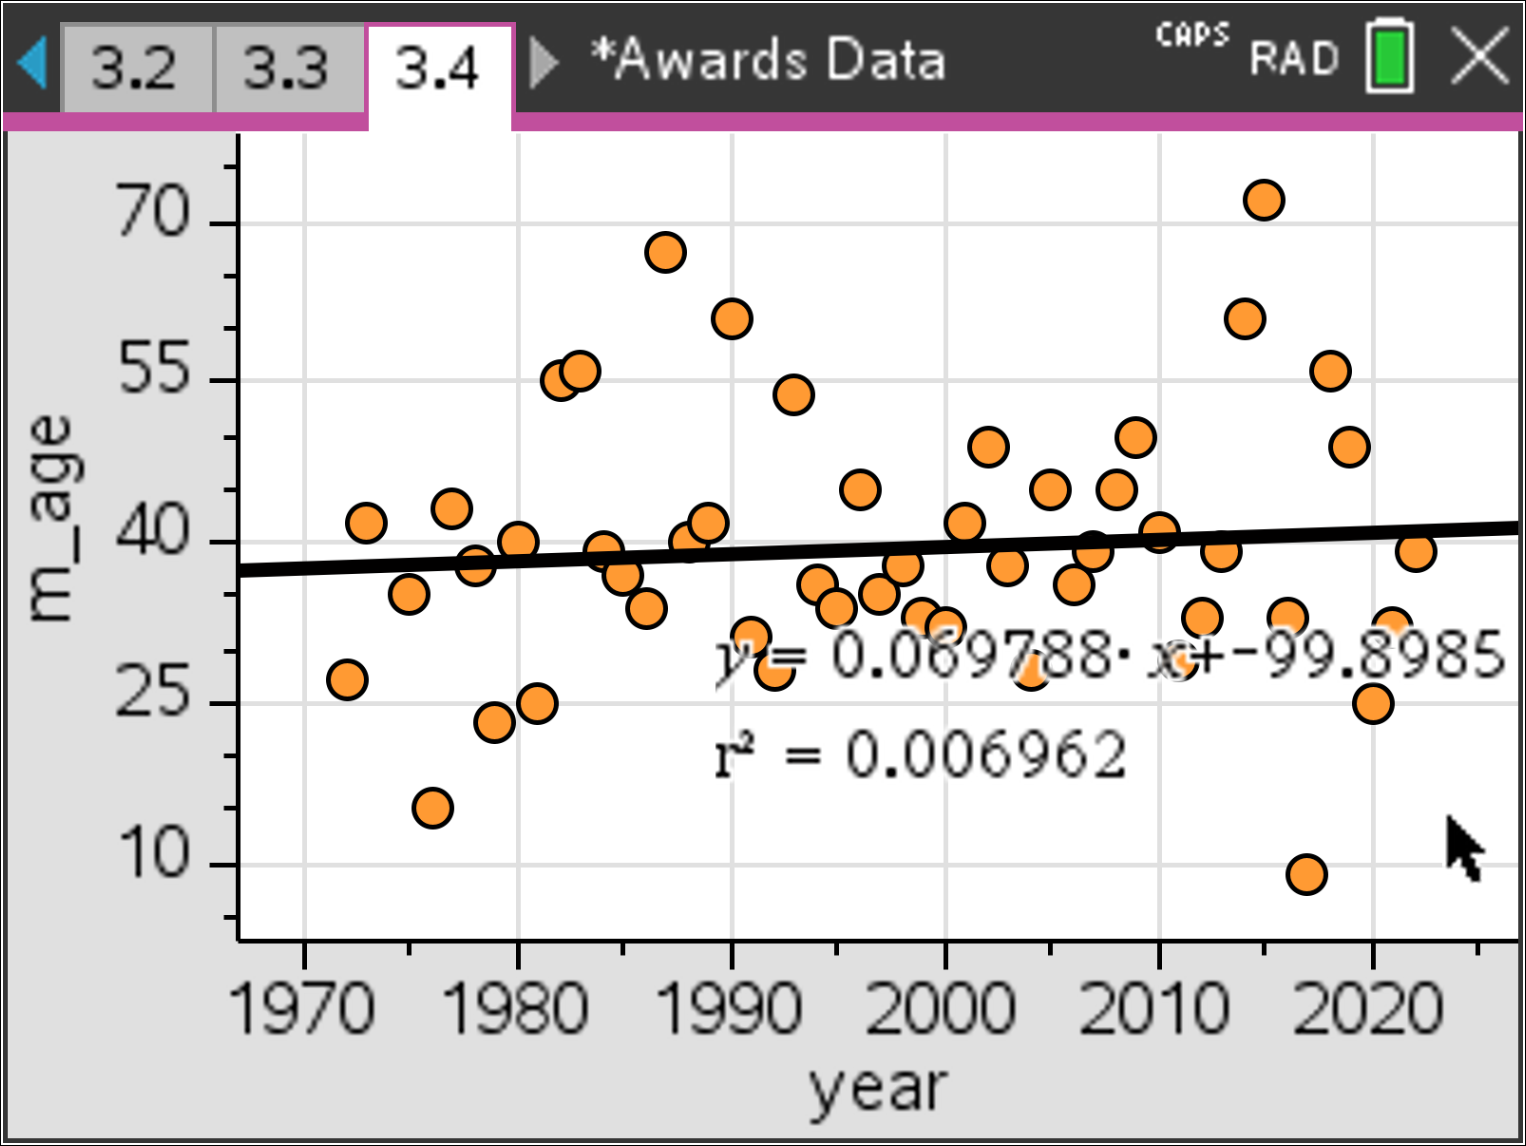 3.2 3.3 3.4 *Awards Data CAPS RAD
70
55
40
25
10
m_age
y = 0.069788· x+-99.8985
r² = 0.006962
1970 1980 1990 2000 2010 2020
year